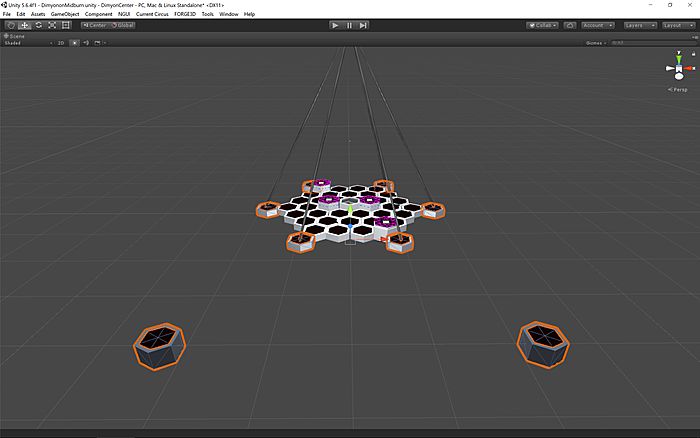 Unity 5.6.4f1 - DimyononMidburn.unity - DimyonCenter - PC, Mac & Linux Standalone* <DX11>
File Edit Assets GameObject Component NGUI Current Circus FORGE3D Tools Window Help
Center Global Collab Account Layers Layout
Scene
Shaded 2D Gizmos All
y
x
Persp